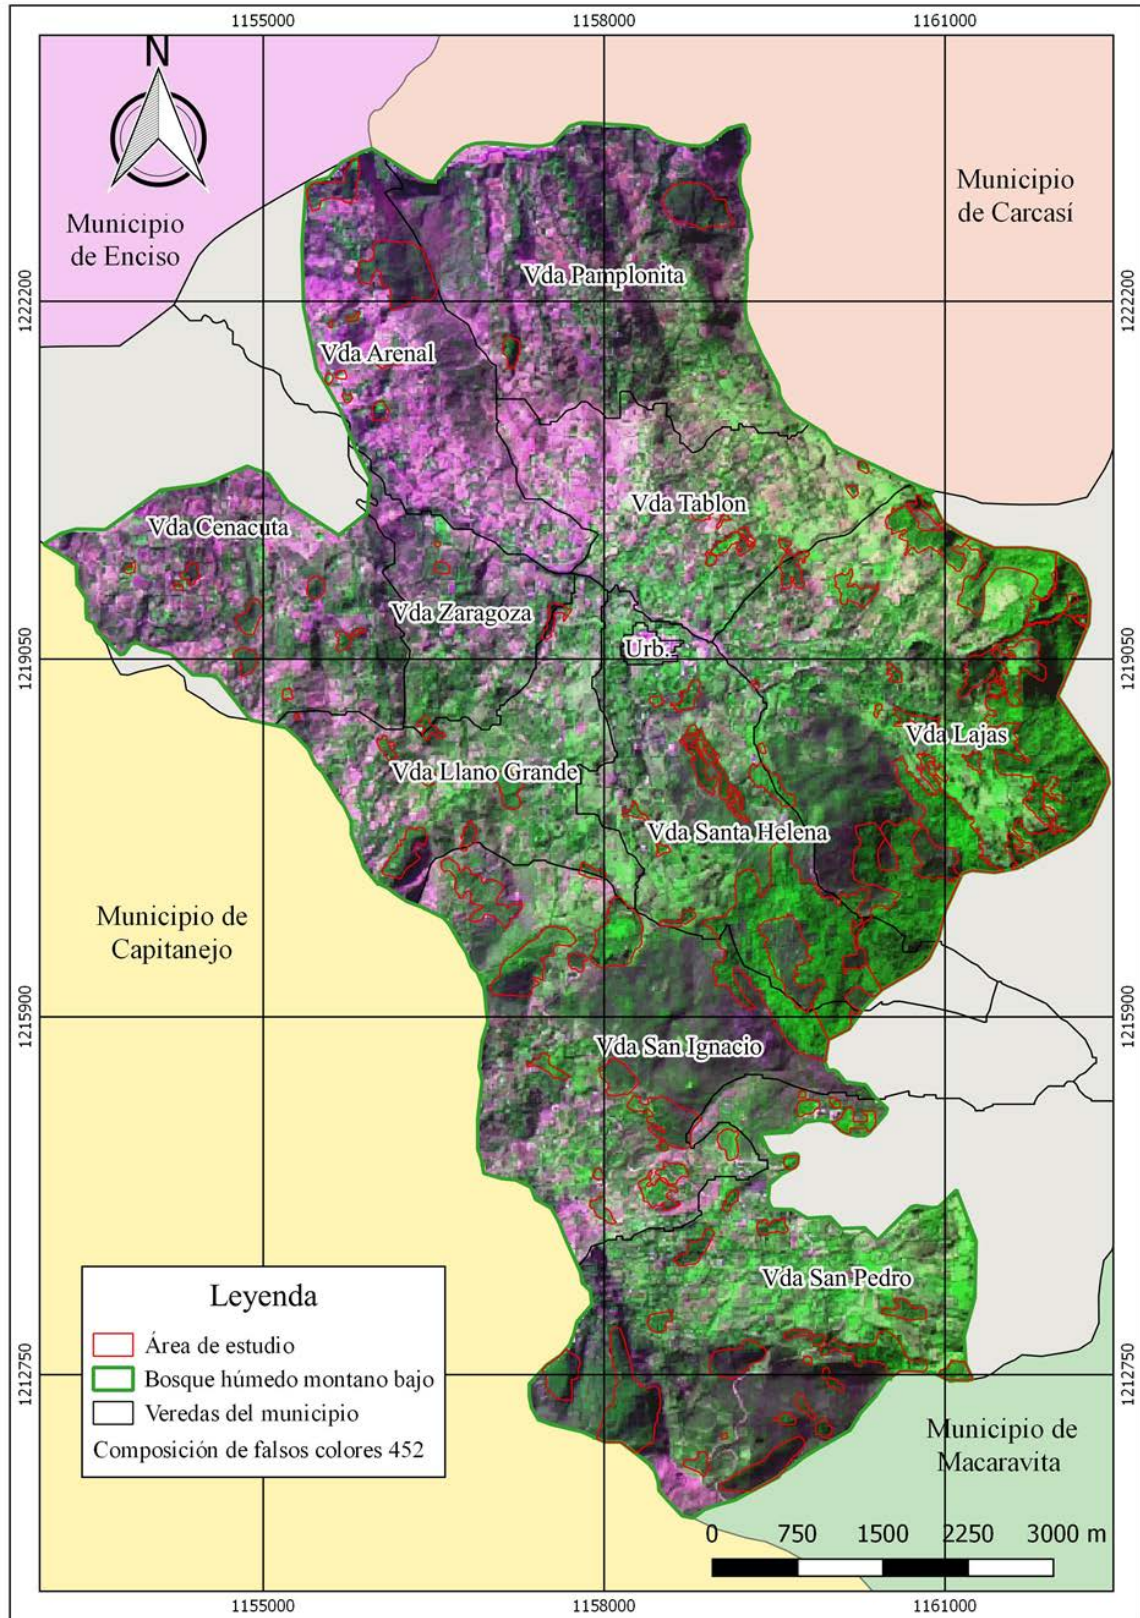 1155000
1158000
1161000
N
Municipio
de Carcasí
Municipio
de Enciso
Vda Pamplonita
1222200
1222200
Vda Arenal
Vda Tablon
Vda Cenacuta
Vda Zaragoza
Urb.
1219050
1219050
Vda Lajas
Vda Llano Grande
Vda Santa Helena
Municipio de
Capitanejo
1215900
1215900
Vda San Ignacio
Vda San Pedro
Leyenda
Área de estudio
Bosque húmedo montano bajo
Veredas del municipio
Composición de falsos colores 452
1212750
1212750
Municipio de
Macaravita
0 750 1500 2250 3000 m
1155000
1158000
1161000